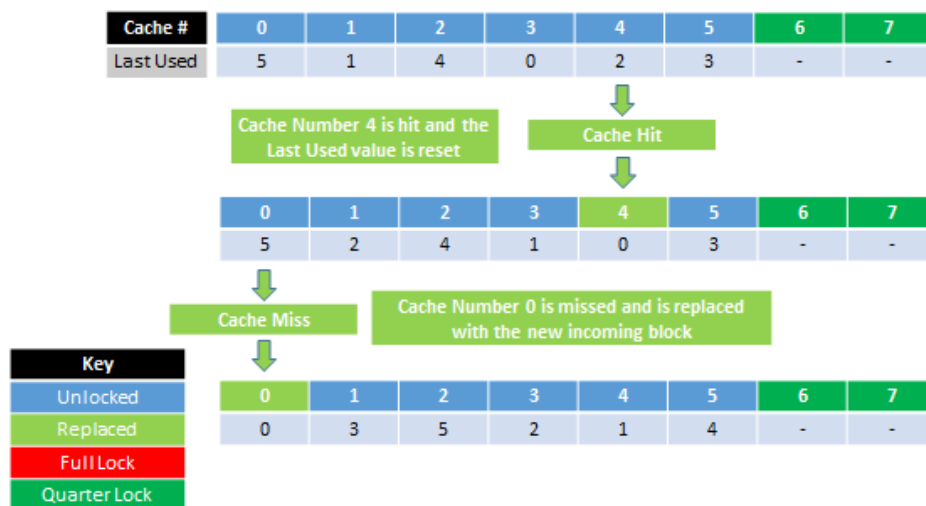 Cache # 0 1 2 3 4 5 6 7
Last Used 5 1 4 0 2 3 - -
Cache Number 4 is hit and the
Last Used value is reset
Cache Hit
0 1 2 3 4 5 6 7
5 2 4 1 0 3 - -
Cache Miss
Cache Number 0 is missed and is replaced
with the new incoming block
Key
Unlocked
Replaced
Full Lock
Quarter Lock
0 1 2 3 4 5 6 7
0 3 5 2 1 4 - -